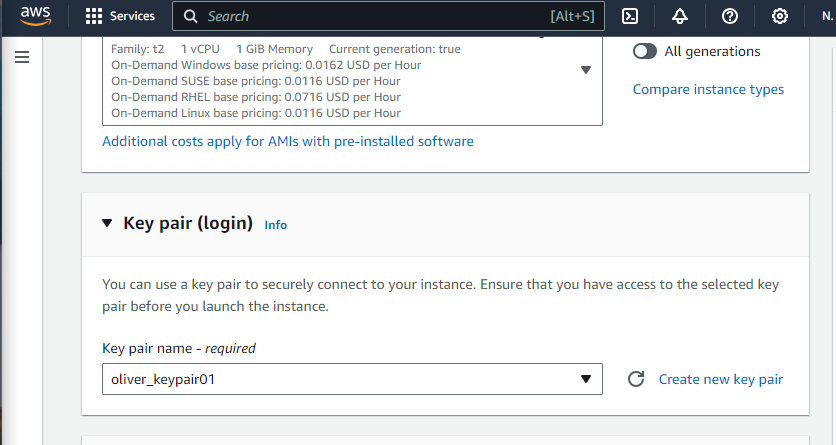 aws
Services
Search [Alt+S]
N.
Family: t2 1 vCPU 1 GiB Memory Current generation: true
On-Demand Windows base pricing: 0.0162 USD per Hour
On-Demand SUSE base pricing: 0.0116 USD per Hour
On-Demand RHEL base pricing: 0.0716 USD per Hour
On-Demand Linux base pricing: 0.0116 USD per Hour
All generations
Compare instance types
Additional costs apply for AMIs with pre-installed software
Key pair (login) Info
You can use a key pair to securely connect to your instance. Ensure that you have access to the selected key
pair before you launch the instance.
Key pair name - required
oliver_keypair01
Create new key pair